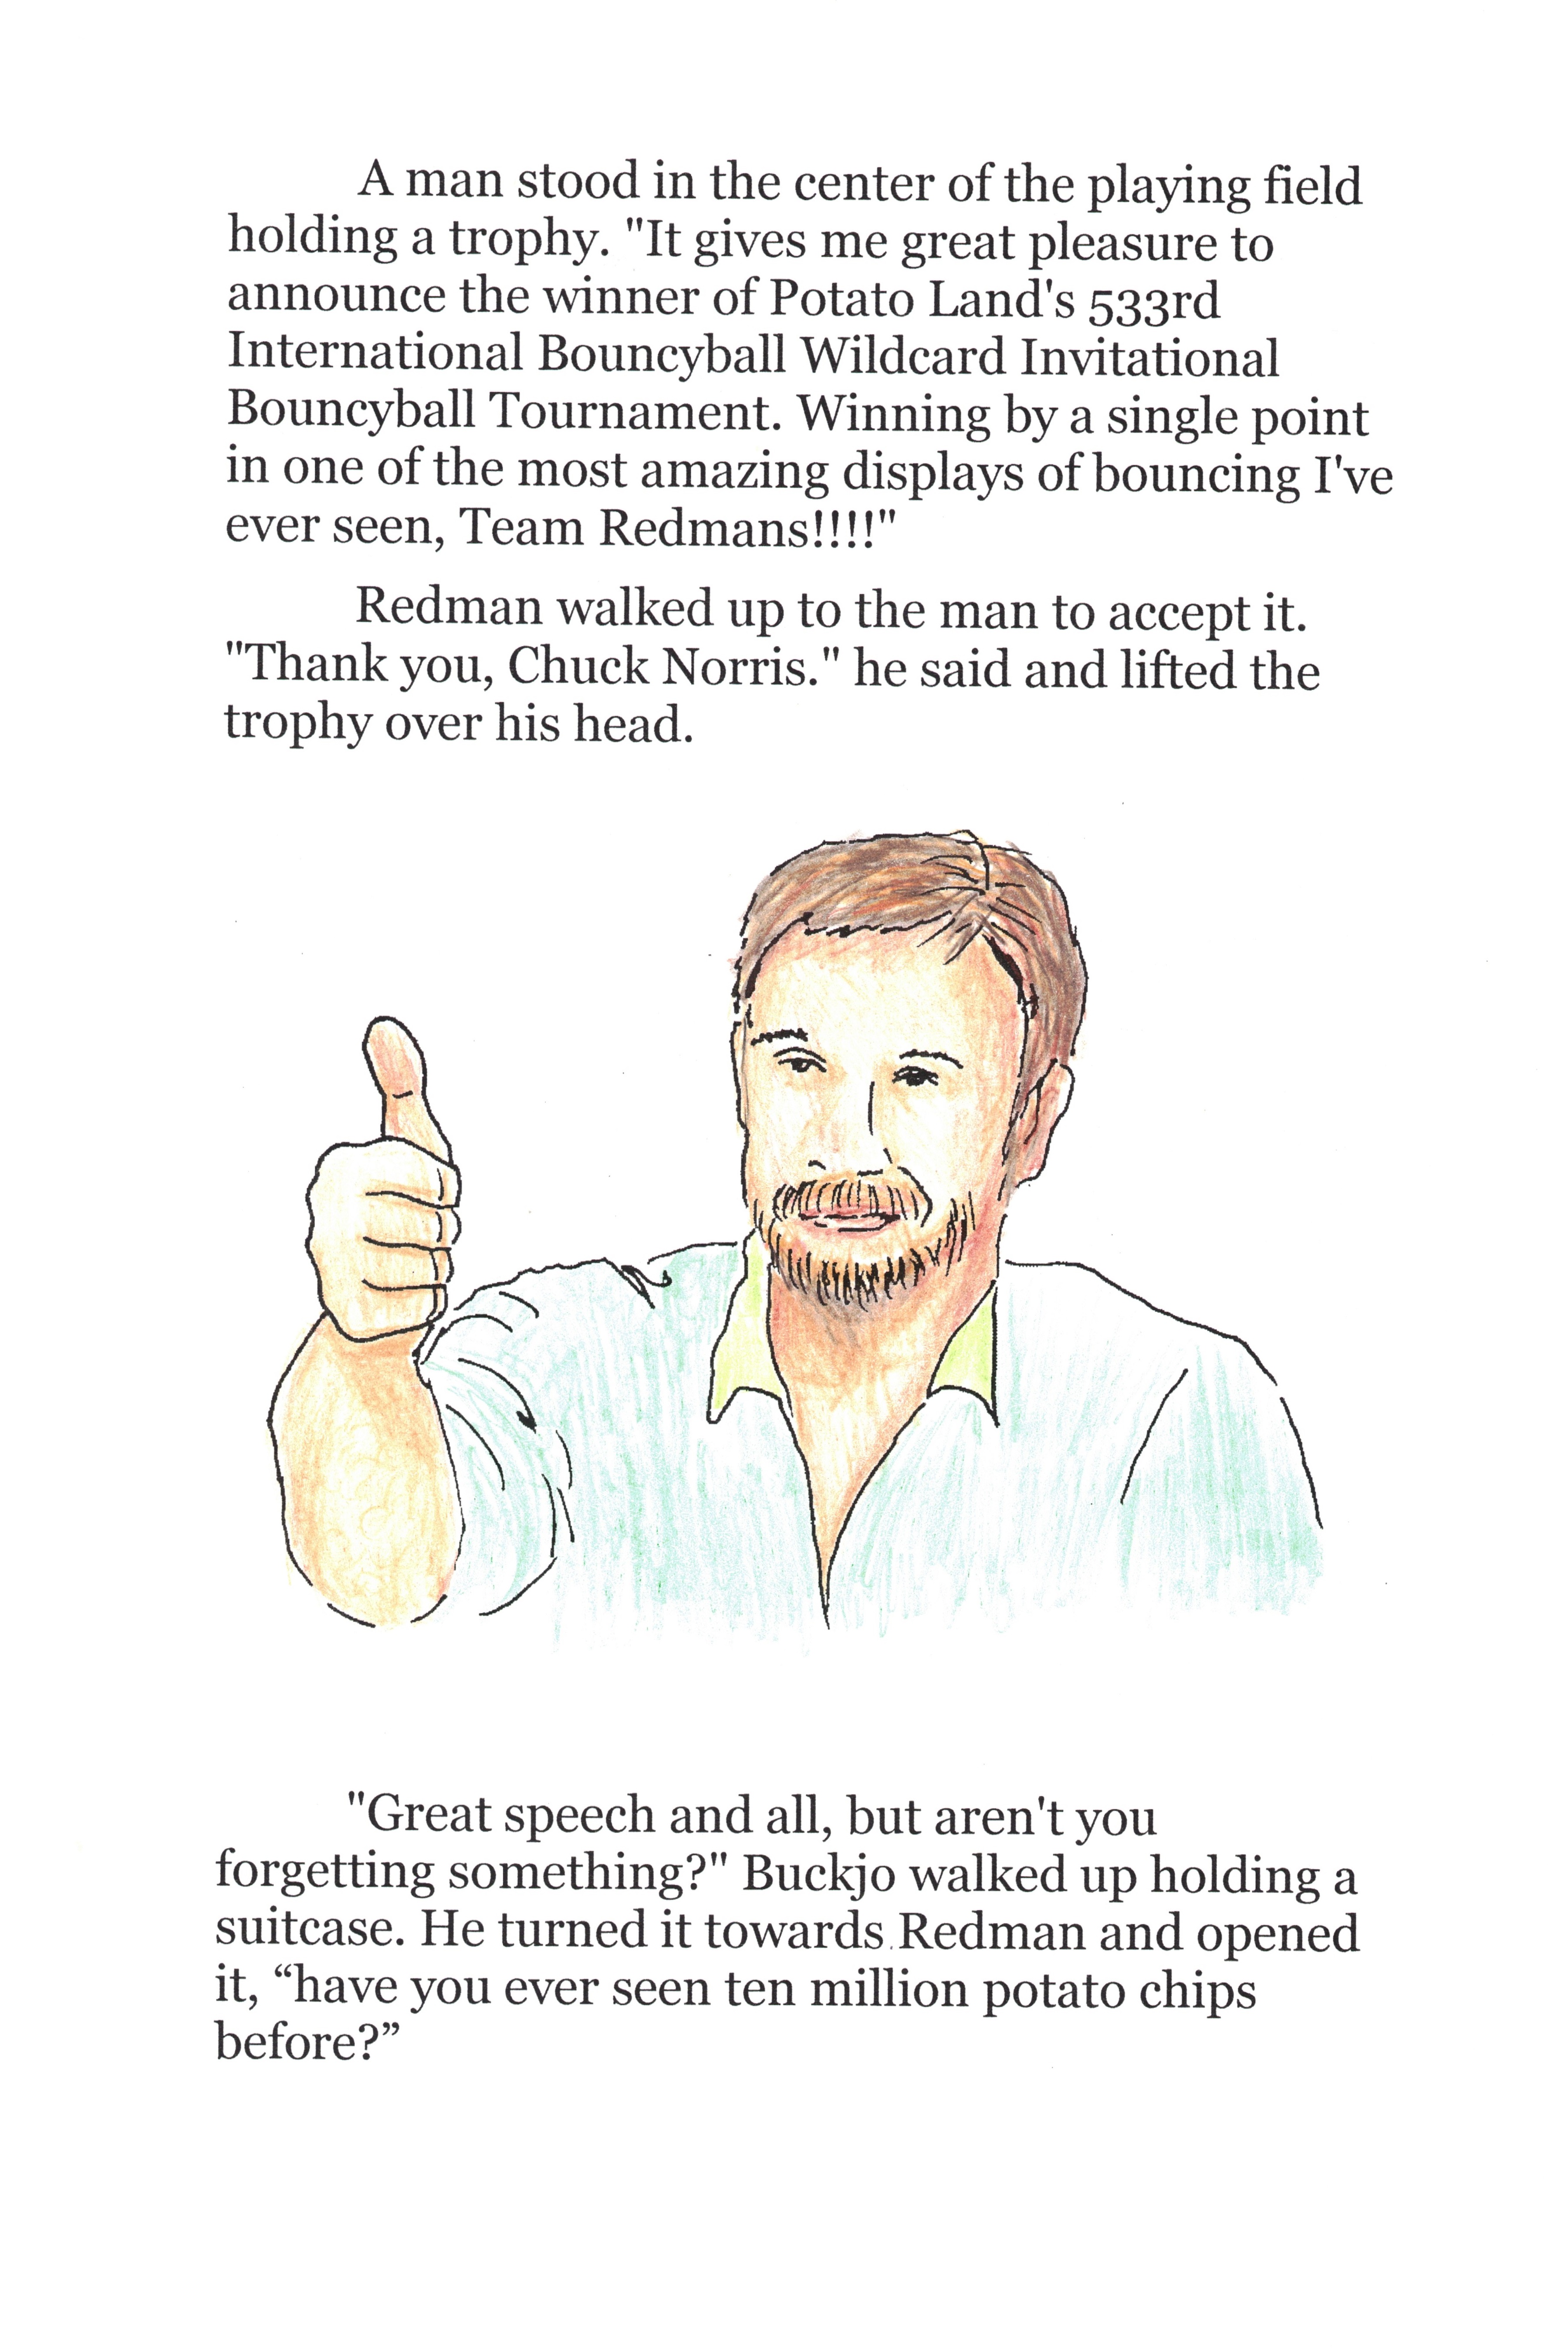 A man stood in the center of the playing field
holding a trophy. "It gives me great pleasure to
announce the winner of Potato Land's 533rd
International Bouncyball Wildcard Invitational
Bouncyball Tournament. Winning by a single point
in one of the most amazing displays of bouncing I've
ever seen, Team Redmans!!!!"
Redman walked up to the man to accept it.
"Thank you, Chuck Norris." he said and lifted the
trophy over his head.
"Great speech and all, but aren't you
forgetting something?" Buckjo walked up holding a
suitcase. He turned it towards Redman and opened
it, “have you ever seen ten million potato chips
before?”